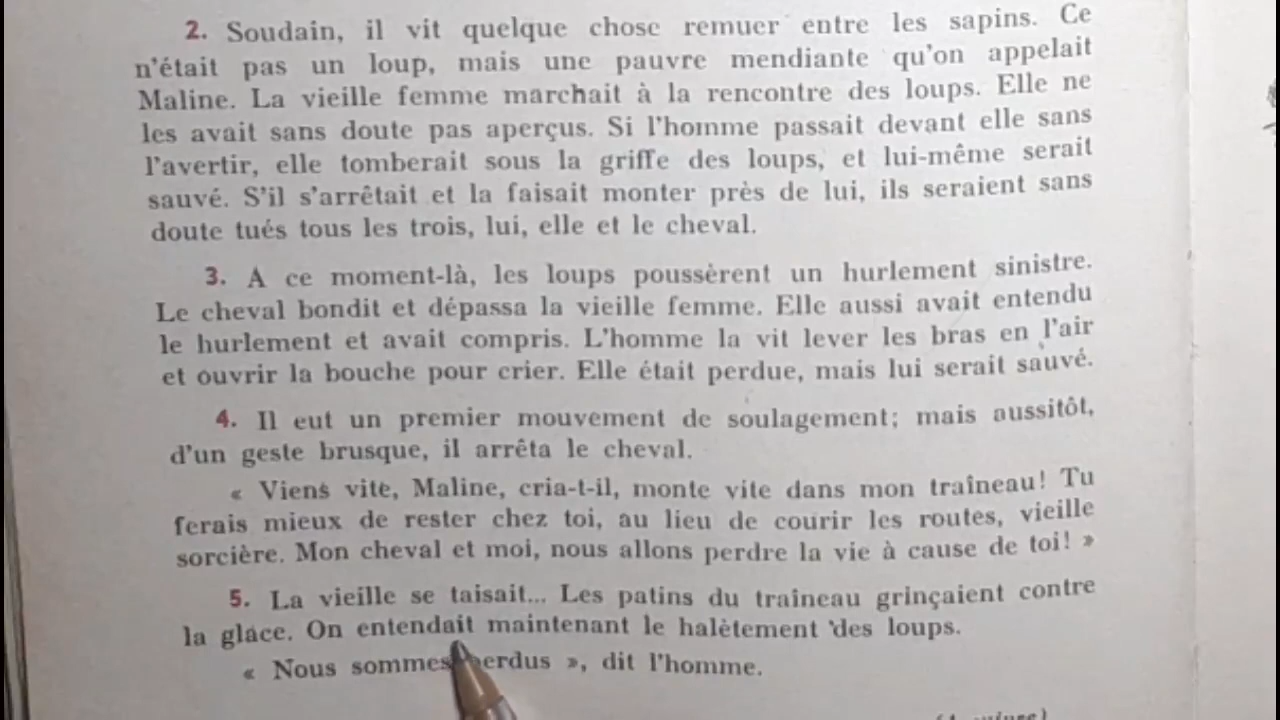 2. Soudain, il vit quelque chose remuer entre les sapins. Ce
n'était pas un loup, mais une pauvre mendiante qu'on appelait
Maline. La vieille femme marchait à la rencontre des loups. Elle ne
les avait sans doute pas aperçus. Si l'homme passait devant elle sans
l'avertir, elle tomberait sous la griffe des loups, et lui-même serait
sauvé. S'il s'arrêtait et la faisait monter près de lui, ils seraient sans
doute tués tous les trois, lui, elle et le cheval.
3. A ce moment-là, les loups poussèrent un hurlement sinistre.
Le cheval bondit et dépassa la vieille femme. Elle aussi avait entendu
le hurlement et avait compris. L'homme la vit lever les bras en l'air
et ouvrir la bouche pour crier. Elle était perdue, mais lui serait sauvé.
4. Il eut un premier mouvement de soulagement; mais aussitôt,
d'un geste brusque, il arrêta le cheval.
« Viens vite, Maline, cria-t-il, monte vite dans mon traîneau! Tu
ferais mieux de rester chez toi, au lieu de courir les routes, vieille
sorcière. Mon cheval et moi, nous allons perdre la vie à cause de toi! »
5. La vieille se taisait... Les patins du traîneau grinçaient contre
la glace. On entendait maintenant le halètement des loups.
« Nous sommes perdus », dit l'homme.